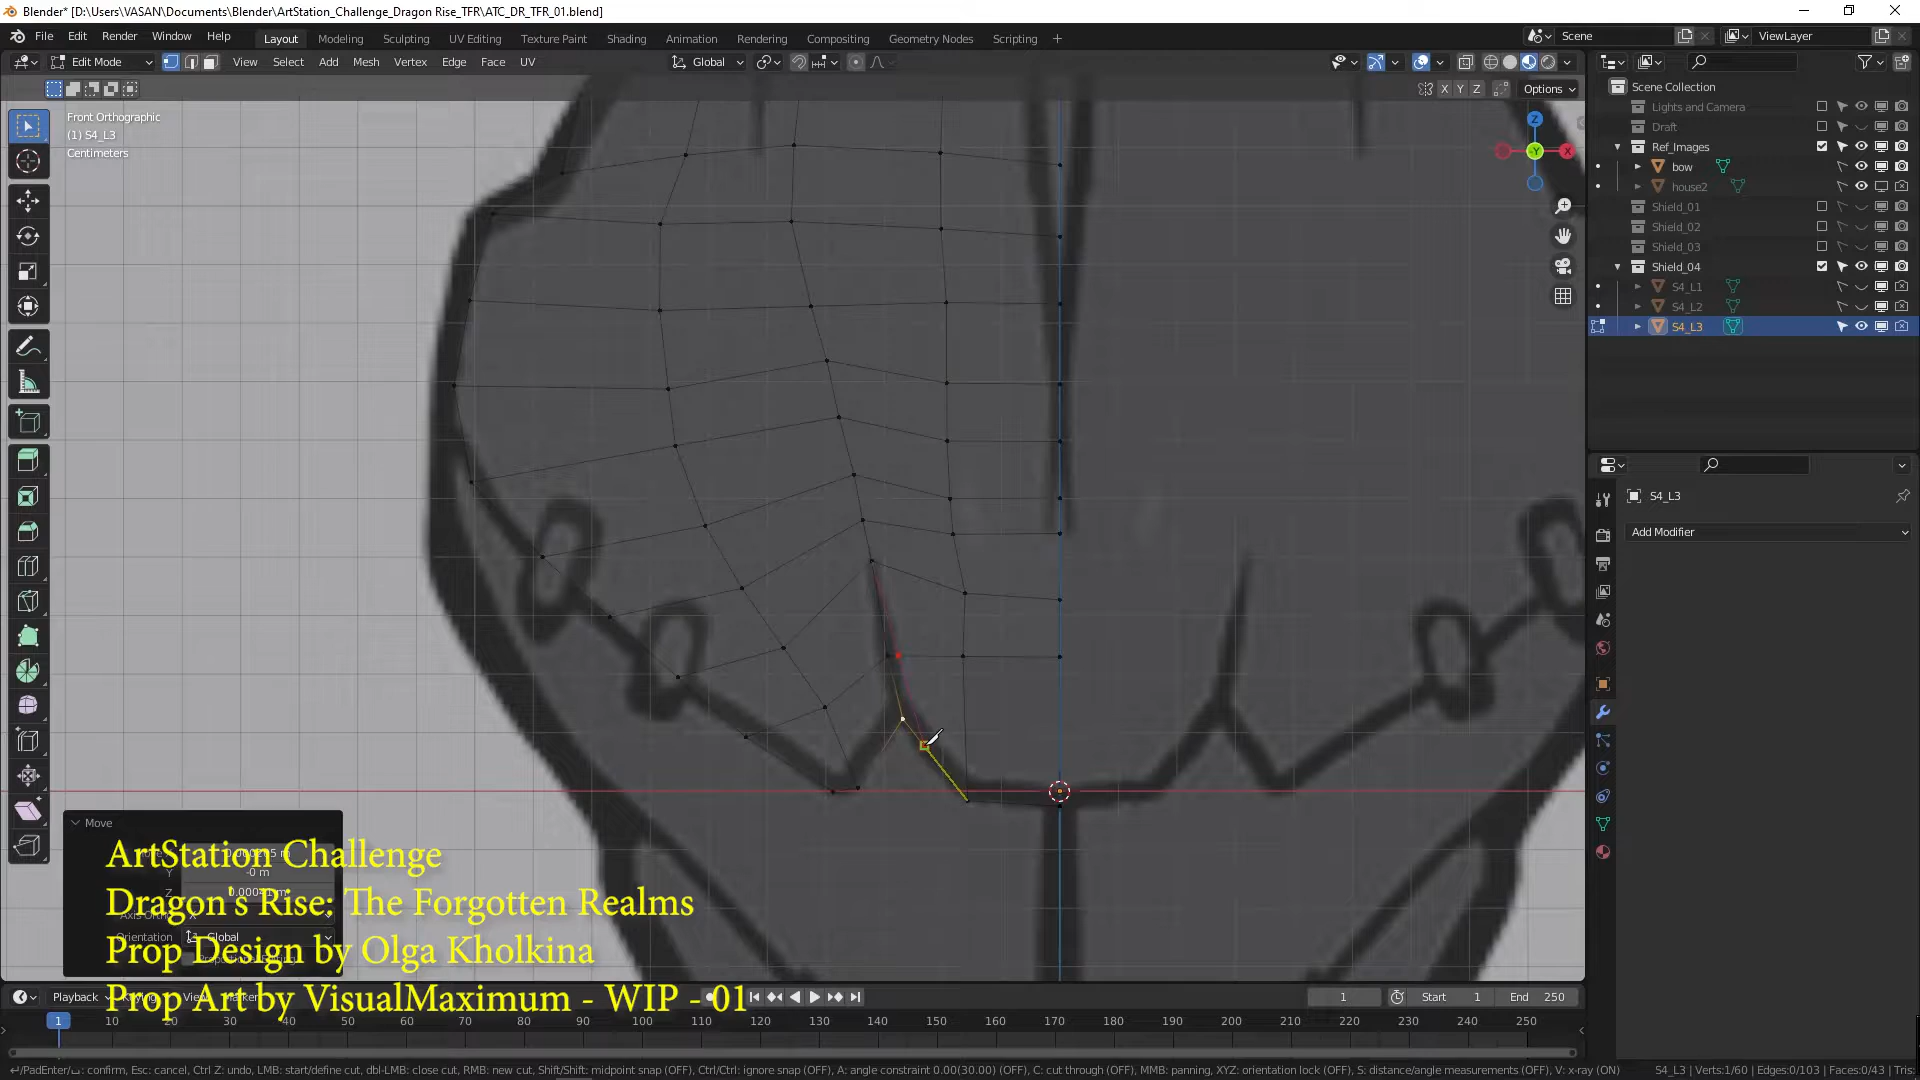 Blender* [D:\Users\VASAN\Documents\Blender\ArtStation_Challenge_Dragon Rise_TFR\ATC_DR_TFR_01.blend]
File Edit Render Window Help
Layout Modeling Sculpting UV Editing Texture Paint Shading Animation Rendering Compositing Geometry Nodes Scripting +
Scene
ViewLayer
Edit Mode
View Select Add Mesh Vertex Edge Face UV
Global
X Y Z
Options
Front Orthographic
(1) S4_L3
Centimeters
Z
-Y
X
Scene Collection
Lights and Camera
Draft
Ref_Images
bow
house2
Shield_01
Shield_02
Shield_03
Shield_04
S4_L1
S4_L2
S4_L3
S4_L3
Add Modifier
Move
Y -0 m
Z
Orientation Global
ArtStation Challenge
Dragon's Rise: The Forgotten Realms
Prop Design by Olga Kholkina
Prop Art by VisualMaximum - WIP - 01
Playback
1
Start 1
End 250
1 10 20 30 40 50 60 70 80 90 100 110 120 130 140 150 160 170 180 190 200 210 220 230 240 250
: confirm, Esc: cancel, Ctrl Z: undo, LMB: start/define cut, dbl-LMB: close cut, RMB: new cut, Shift/Shift: midpoint snap (OFF), Ctrl/Ctrl: ignore snap (OFF), A: angle constraint 0.00(30.00) (OFF), C: cut through (OFF), MMB: panning, XYZ: orientation lock (OFF), S: distance/angle measurements (OFF), V: x-ray (ON)
S4_L3 | Verts:1/60 | Edges:0/103 | Faces:0/43 | Tris: